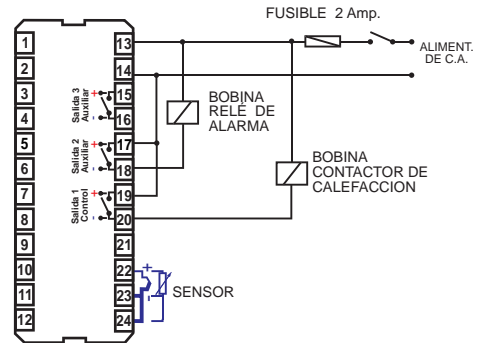 FUSIBLE 2 Amp.
ALIMENT.
DE C.A.
1
2
3
4
5
6
7
8
9
10
11
12
13
14
15
16
17
18
19
20
21
22
23
24
Salida 3
Auxiliar
+
-
Salida 2
Auxiliar
+
-
Salida 1
Control
+
-
BOBINA
RELÉ DE
ALARMA
BOBINA
CONTACTOR DE
CALEFACCION
+
-
SENSOR